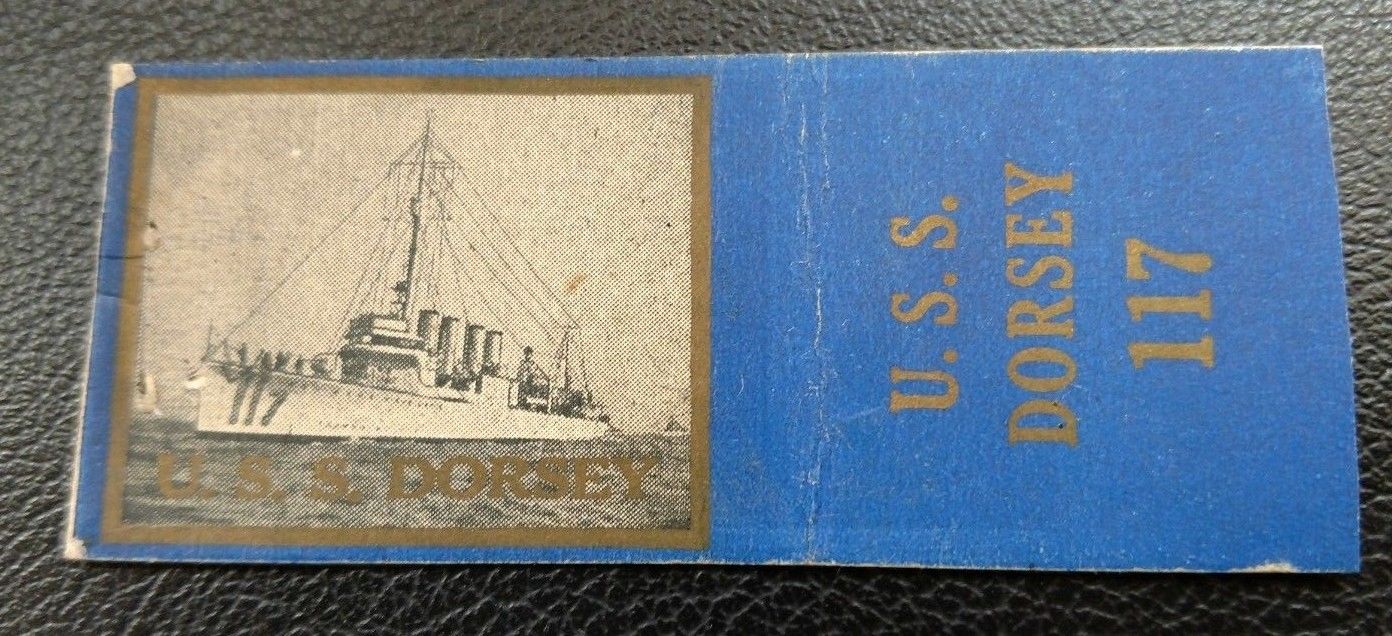 117
U. S. S. DORSEY
U. S. S.
DORSEY
117